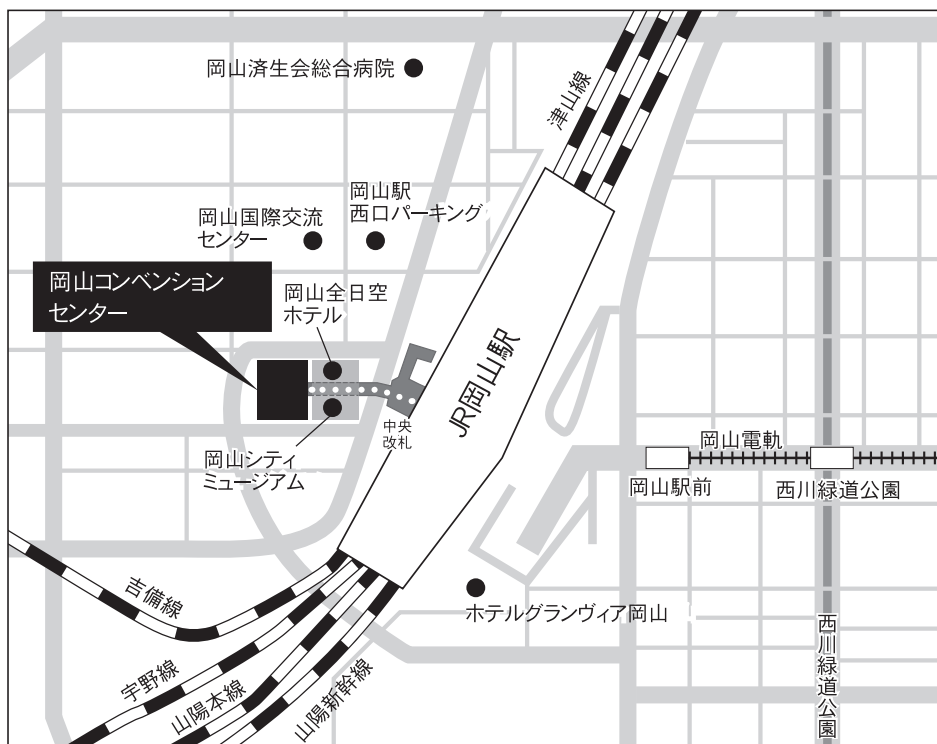 岡山済生会総合病院
津山線
岡山駅
西口パーキング
岡山国際交流
センター
岡山コンベンション
センター
岡山全日空
ホテル
JR岡山駅
中央
改札
岡山シティ
ミュージアム
岡山電軌
岡山駅前
西川緑道公園
吉備線
ホテルグランヴィア岡山
宇野線
山陽本線
山陽新幹線
西川緑道公園